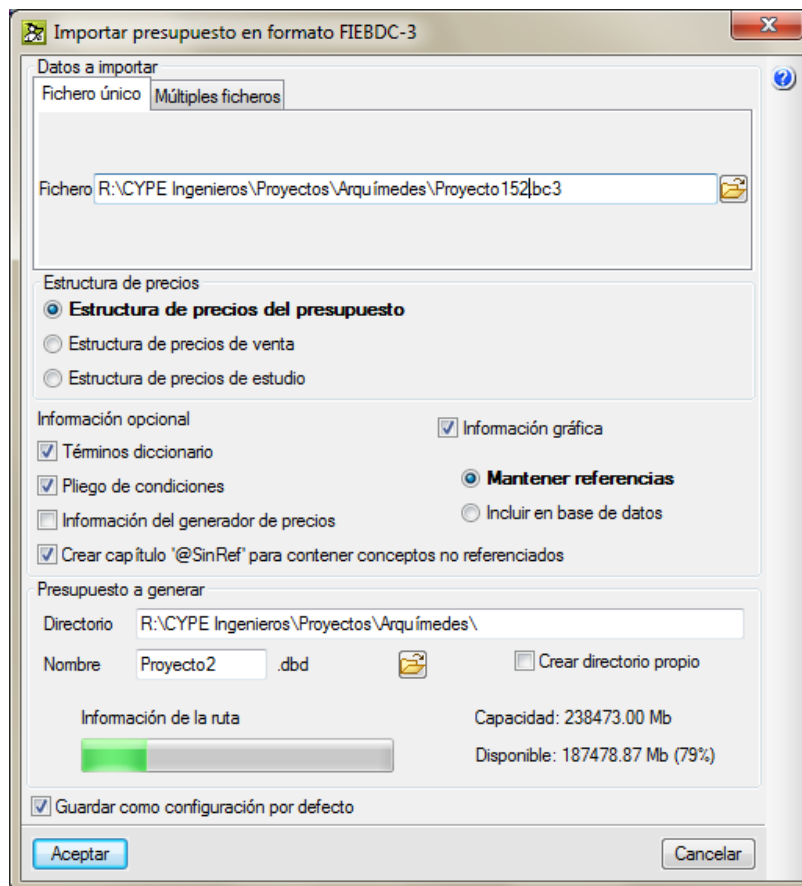 Importar presupuesto en formato FIEBDC-3
Datos a importar
Fichero único Múltiples ficheros
Fichero R:\CYPE Ingenieros\Proyectos\Arquímedes\Proyecto152.bc3
Estructura de precios
Estructura de precios del presupuesto
Estructura de precios de venta
Estructura de precios de estudio
Información opcional
Información gráfica
Términos diccionario
Mantener referencias
Pliego de condiciones
Incluir en base de datos
Información del generador de precios
Crear capítulo '@SinRef' para contener conceptos no referenciados
Presupuesto a generar
Directorio R:\CYPE Ingenieros\Proyectos\Arquímedes\
Nombre Proyecto2 .dbd Crear directorio propio
Información de la ruta Capacidad: 238473.00 Mb
Disponible: 187478.87 Mb (79%)
Guardar como configuración por defecto
Aceptar Cancelar